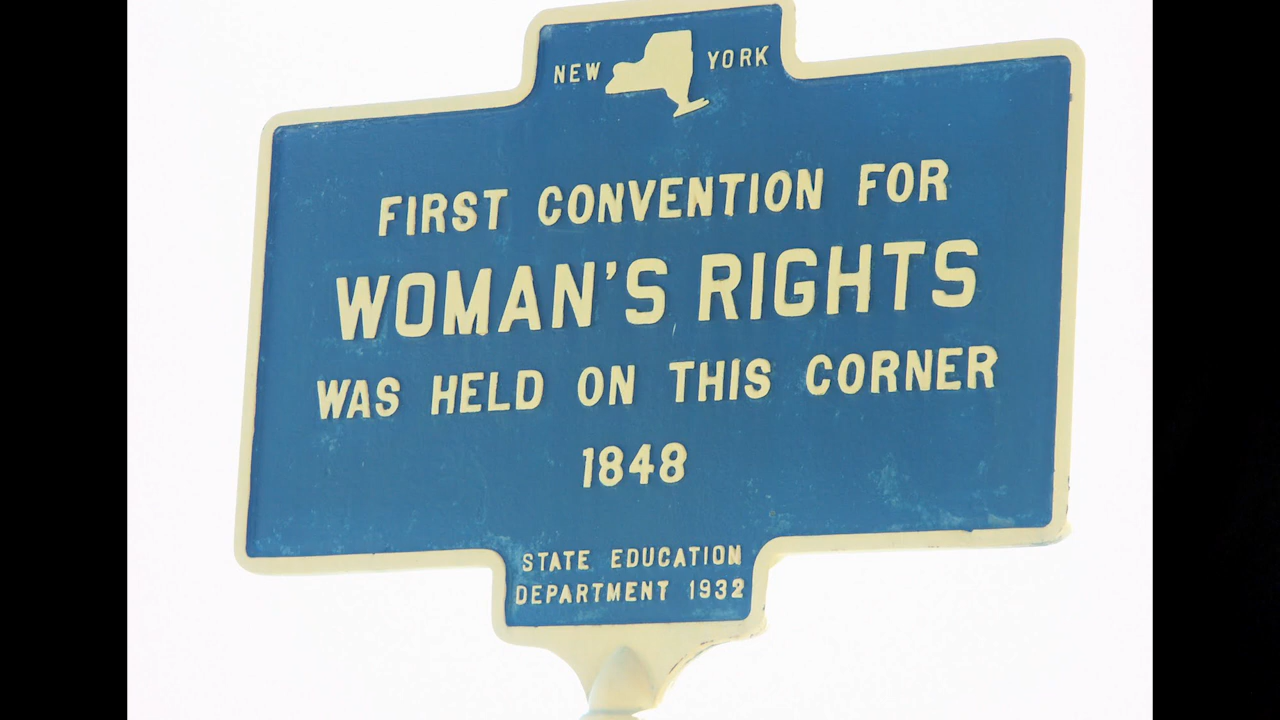 NEW YORK
FIRST CONVENTION FOR
WOMAN'S RIGHTS
WAS HELD ON THIS CORNER
1848
STATE EDUCATION
DEPARTMENT 1932